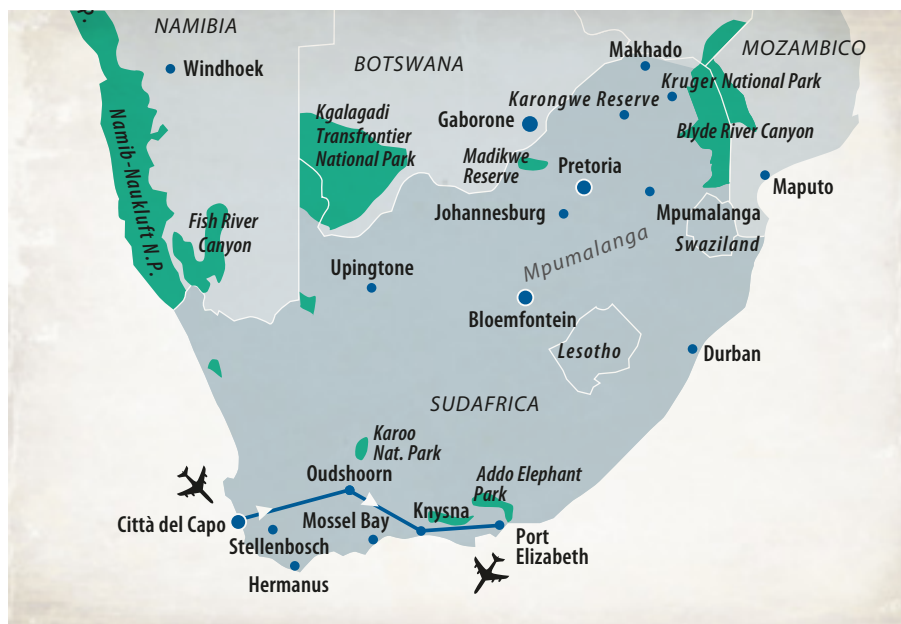 NAMIBIA
Windhoek
BOTSWANA
Makhado
MOZAMBICO
Kruger National Park
Karongwe Reserve
Kgalagadi
Transfrontier
National Park
Gaborone
Blyde River Canyon
Madikwe
Reserve
Pretoria
Namib-Naukluft N.P.
Maputo
Johannesburg
Mpumalanga
Fish River
Canyon
Swaziland
Mpumalanga
Upingtone
Bloemfontein
Lesotho
Durban
SUDAFRICA
Karoo
Nat. Park
Oudshoorn
Addo Elephant
Park
Knysna
Città del Capo
Mossel Bay
Stellenbosch
Port
Elizabeth
Hermanus